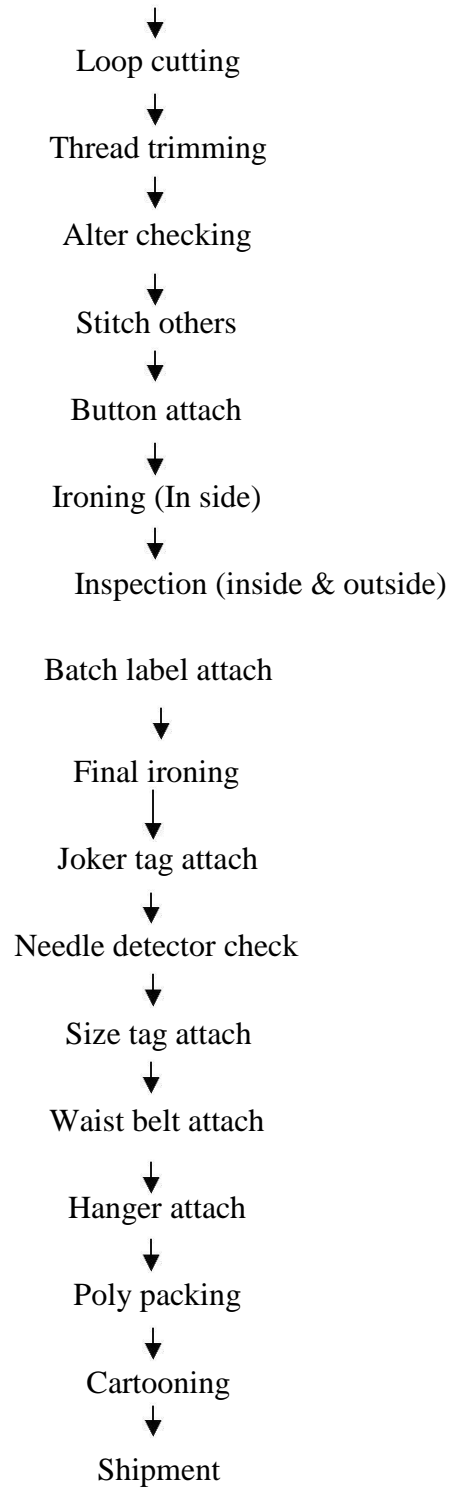 Loop cutting
Thread trimming
Alter checking
Stitch others
Button attach
Ironing (In side)
Inspection (inside & outside)
Batch label attach
Final ironing
Joker tag attach
Needle detector check
Size tag attach
Waist belt attach
Hanger attach
Poly packing
Cartooning
Shipment